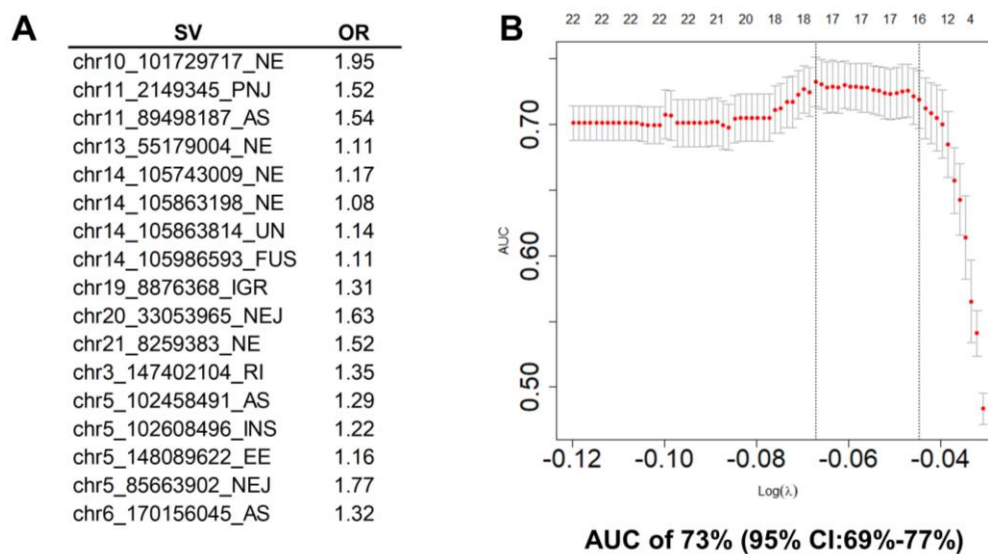 A
SV OR
chr10_101729717_NE 1.95
chr11_2149345_PNJ 1.52
chr11_89498187_AS 1.54
chr13_55179004_NE 1.11
chr14_105743009_NE 1.17
chr14_105863198_NE 1.08
chr14_105863814_UN 1.14
chr14_105986593_FUS 1.11
chr19_8876368_IGR 1.31
chr20_33053965_NEJ 1.63
chr21_8259383_NE 1.52
chr3_147402104_RI 1.35
chr5_102458491_AS 1.29
chr5_102608496_INS 1.22
chr5_148089622_EE 1.16
chr5_85663902_NEJ 1.77
chr6_170156045_AS 1.32
B
22 22 22 22 22 22 21 20 18 18 17 17 17 16 12 4
0.70
0.60
0.50
AUC
-0.12 -0.10 -0.08 -0.06 -0.04
Log(λ)
AUC of 73% (95% CI:69%-77%)